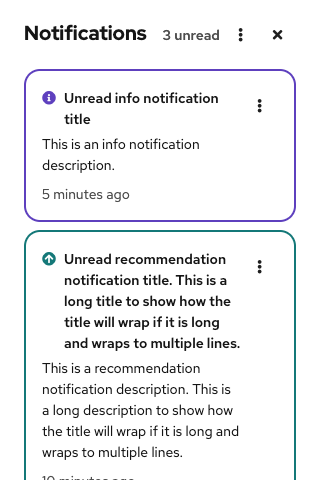 Notifications 3 unread
Unread info notification
title
This is an info notification
description.
5 minutes ago
Unread recommendation
notification title. This is a
long title to show how the
title will wrap if it is long
and wraps to multiple lines.
This is a recommendation
notification description. This is
a long description to show how
the title will wrap if it is long and
wraps to multiple lines.
10 minutes ago